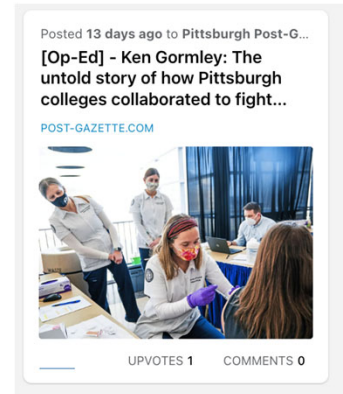 Posted 13 days ago to Pittsburgh Post-G...
[Op-Ed] - Ken Gormley: The
untold story of how Pittsburgh
colleges collaborated to fight...
POST-GAZETTE.COM
UPVOTES 1 COMMENTS 0